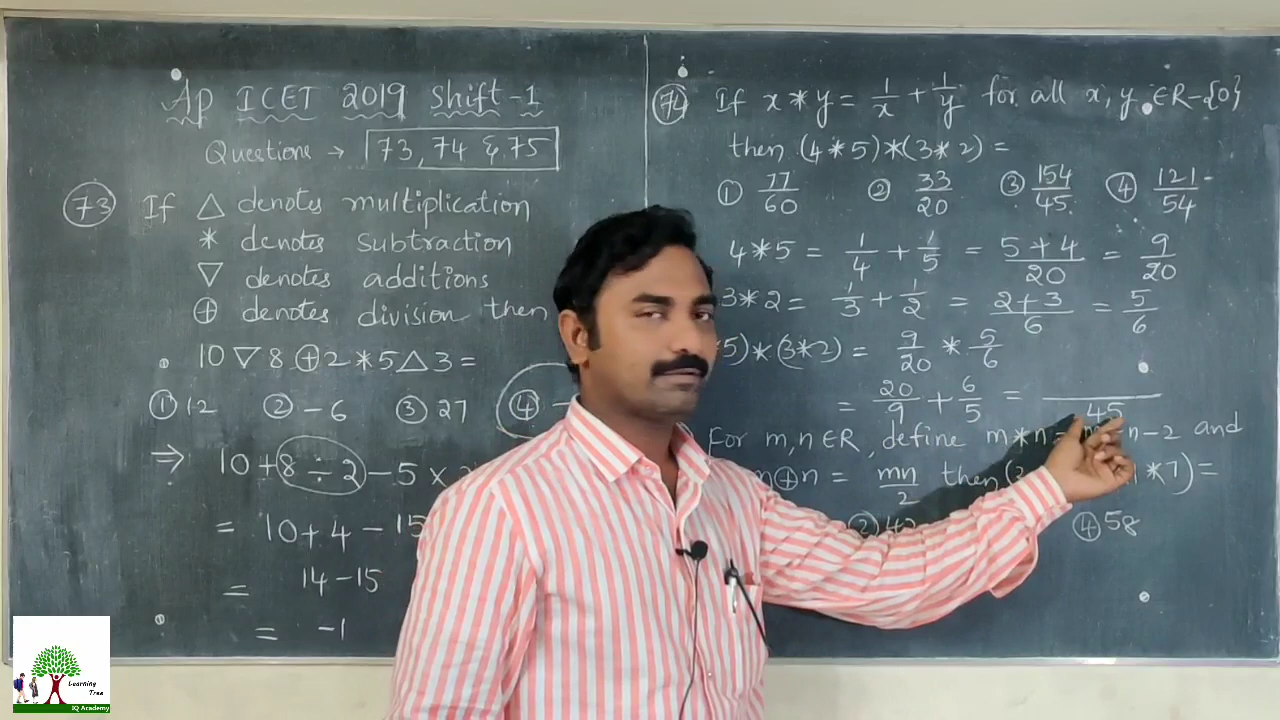 Ap ICET 2019 Shift-1
Questions → 73, 74 & 75
73 If △ denotes multiplication
* denotes subtraction
▽ denotes additions
⊕ denotes division then
10 ▽ 8 ⊕ 2 * 5 △ 3 =
① 12 ② -6 ③ 27 ④ -
⇒ 10 + 8 ÷ 2 - 5 ×
= 10 + 4 - 15
= 14 - 15
= -1
74 If x * y = 1/x + 1/y for all x, y ∈ R-{0}
then (4 * 5) * (3 * 2) =
① 77/60 ② 33/20 ③ 154/45 ④ 121/54
4 * 5 = 1/4 + 1/5 = 5+4/20 = 9/20
3 * 2 = 1/3 + 1/2 = 2+3/6 = 5/6
5) * (3 * 2) = 9/20 * 5/6
= 20/9 + 6/5 = /45
For m, n ∈ R, define m * n = n - 2 and
m ⊕ n = mn/2 then ( * 7) =
② ④ 58
Learning Tree
IQ Academy